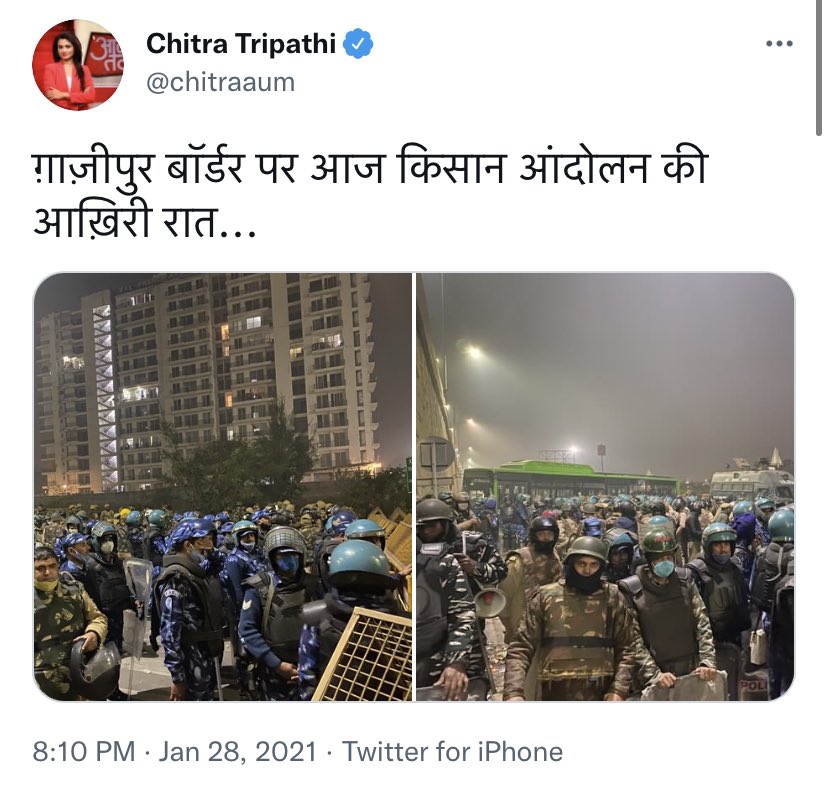 Chitra Tripathi
@chitraaum
ग़ाज़ीपुर बॉर्डर पर आज किसान आंदोलन की
आख़िरी रात...
8:10 PM · Jan 28, 2021 · Twitter for iPhone